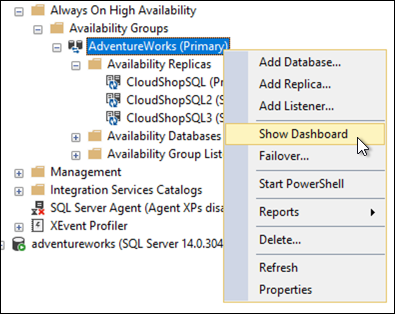 Always On High Availability
Availability Groups
AdventureWorks (Primary)
Availability Replicas
CloudShopSQL (Pr
CloudShopSQL2 (S
CloudShopSQL3 (S
Availability Databases
Availability Group List
Management
Integration Services Catalogs
SQL Server Agent (Agent XPs disa
XEvent Profiler
adventureworks (SQL Server 14.0.304
Add Database...
Add Replica...
Add Listener...
Show Dashboard
Failover...
Start PowerShell
Reports
Delete...
Refresh
Properties